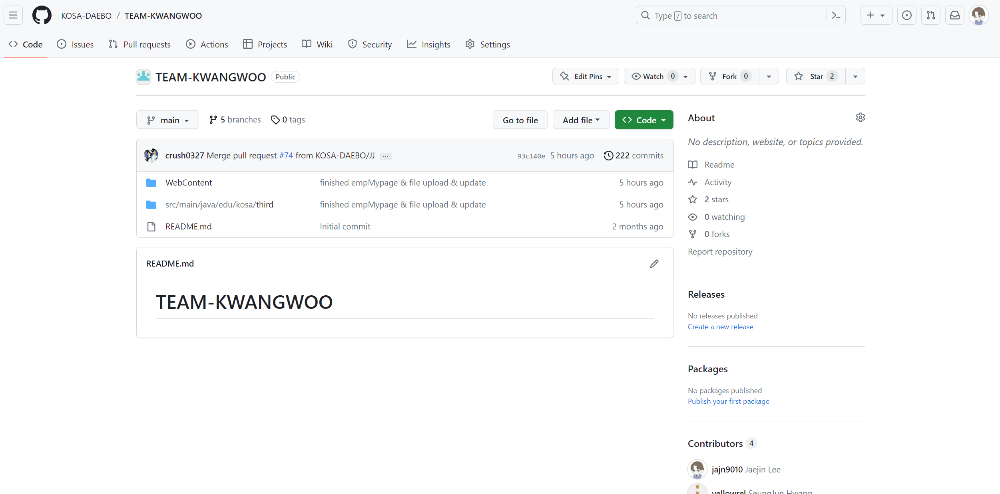 KOSA-DAEBO / TEAM-KWANGWOO
Type / to search
Code Issues Pull requests Actions Projects Wiki Security Insights Settings
TEAM-KWANGWOO Public
Edit Pins Watch 0 Fork 0 Star 2
main 5 branches 0 tags
Go to file Add file Code
crush0327 Merge pull request #74 from KOSA-DAEBO/JJ ... 93c140e 5 hours ago 222 commits
WebContent finished empMypage & file upload & update 5 hours ago
src/main/java/edu/kosa/third finished empMypage & file upload & update 5 hours ago
README.md Initial commit 2 months ago
README.md
TEAM-KWANGWOO
About
No description, website, or topics provided.
Readme
Activity
2 stars
0 watching
0 forks
Report repository
Releases
No releases published
Create a new release
Packages
No packages published
Publish your first package
Contributors 4
jajn9010 Jaejin Lee
yellowrel SeungJun Hwang